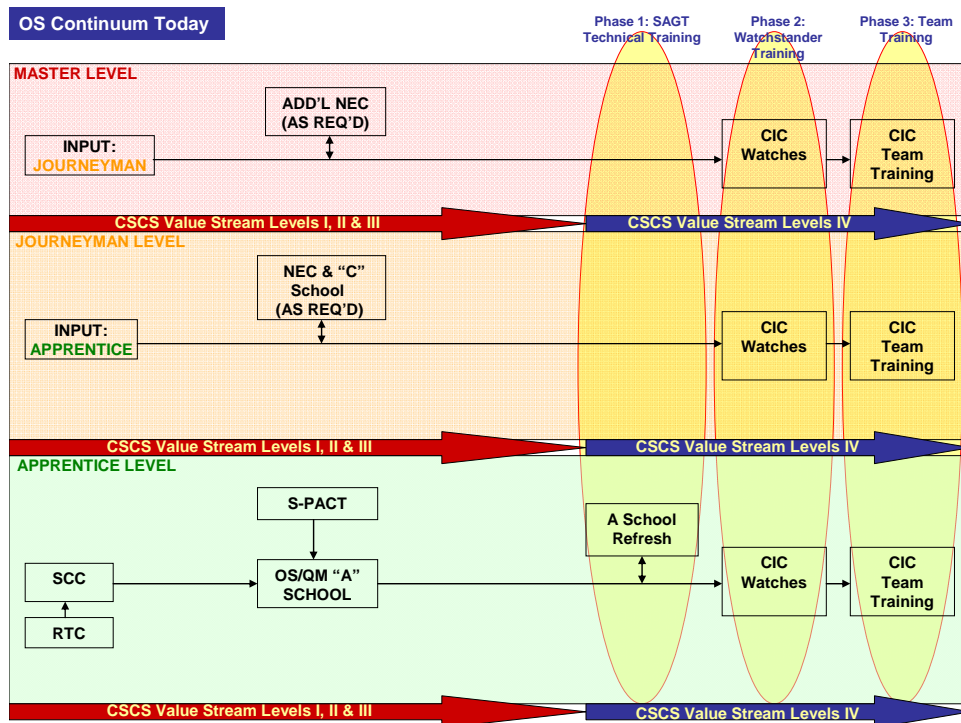 OS Continuum Today
Phase 1: SAGT
Technical Training
Phase 2:
Watchstander
Training
Phase 3: Team
Training
MASTER LEVEL
ADD'L NEC
(AS REQ'D)
INPUT:
JOURNEYMAN
CIC
Watches
CIC
Team
Training
CSCS Value Stream Levels I, II & III
CSCS Value Stream Levels IV
JOURNEYMAN LEVEL
NEC & “C”
School
(AS REQ'D)
INPUT:
APPRENTICE
CIC
Watches
CIC
Team
Training
CSCS Value Stream Levels I, II & III
CSCS Value Stream Levels IV
APPRENTICE LEVEL
S-PACT
A School
Refresh
SCC
OS/QM “A”
SCHOOL
CIC
Watches
CIC
Team
Training
RTC
CSCS Value Stream Levels I, II & III
CSCS Value Stream Levels IV